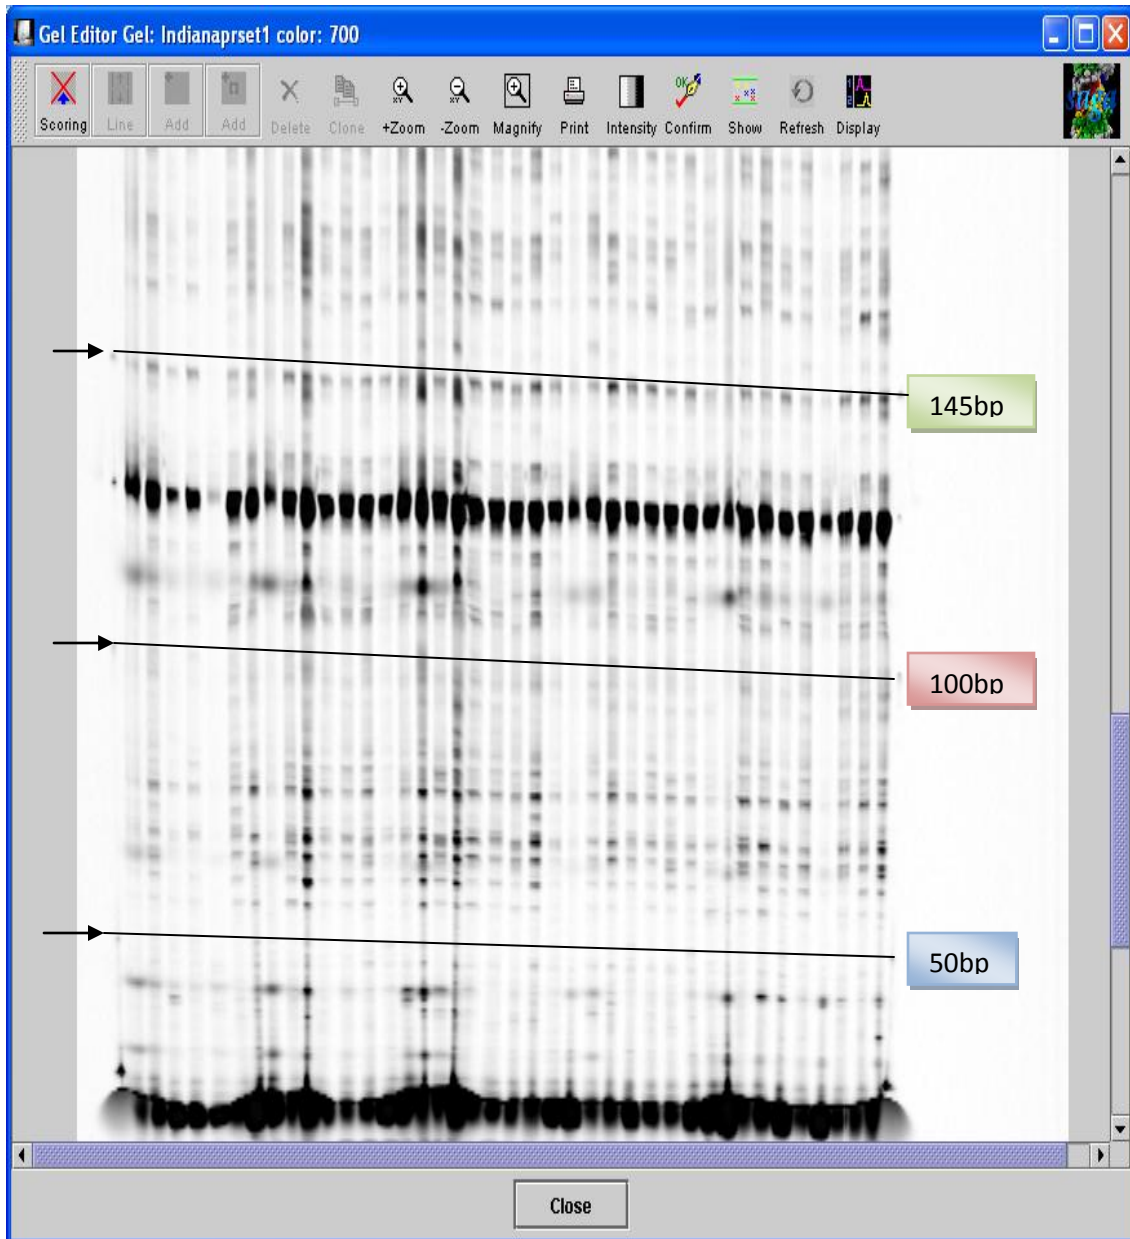 Gel Editor Gel: Indianaprset1 color: 700
Scoring Line Add Add Delete Clone +Zoom -Zoom Magnify Print Intensity Confirm Show Refresh Display
145bp
100bp
50bp
Close